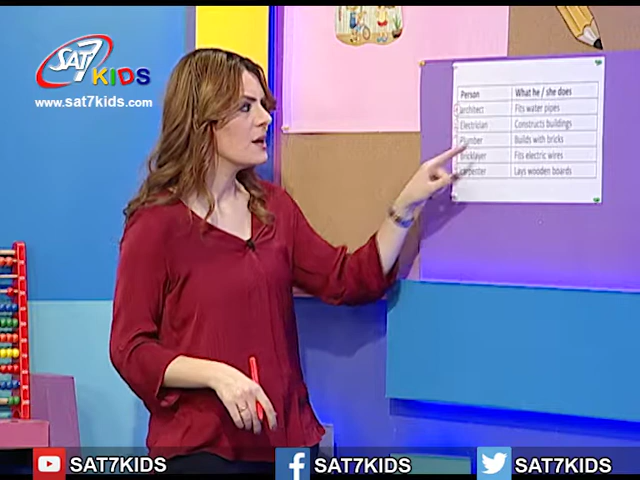 SAT7
KIDS
www.sat7kids.com
Person What he / she does
architect Fits water pipes
Electrician Constructs buildings
Plumber Builds with bricks
Bricklayer Fits electric wires
carpenter Lays wooden boards
SAT7KIDS SAT7KIDS SAT7KIDS